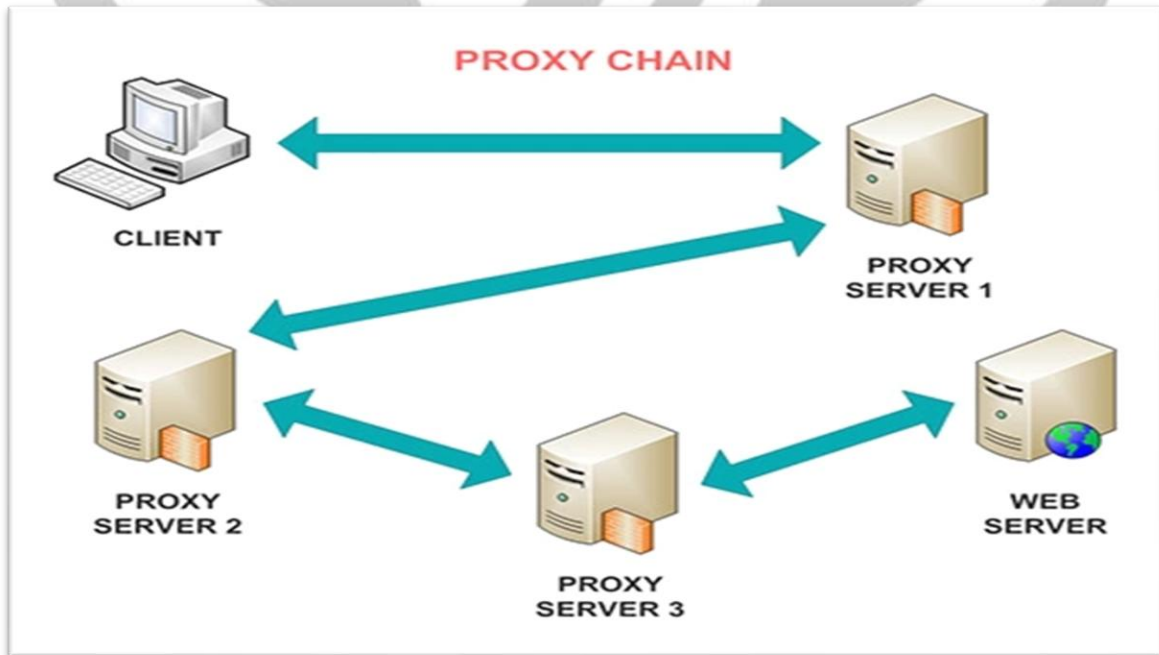 PROXY CHAIN
CLIENT
PROXY
SERVER 1
PROXY
SERVER 2
PROXY
SERVER 3
WEB
SERVER